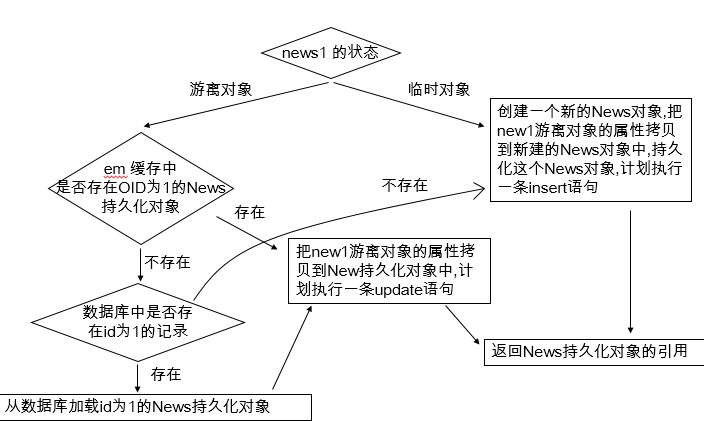 news1 的状态
游离对象
临时对象
创建一个新的News对象,把
new1游离对象的属性拷贝
到新建的News对象中,持久
化这个News对象,计划执行
一条insert语句
em 缓存中
是否存在OID为1的News
持久化对象
不存在
存在
把new1游离对象的属性拷
贝到New持久化对象中,计
划执行一条update语句
不存在
数据库中是否存
在id为1的记录
返回News持久化对象的引用
存在
从数据库加载id为1的News持久化对象